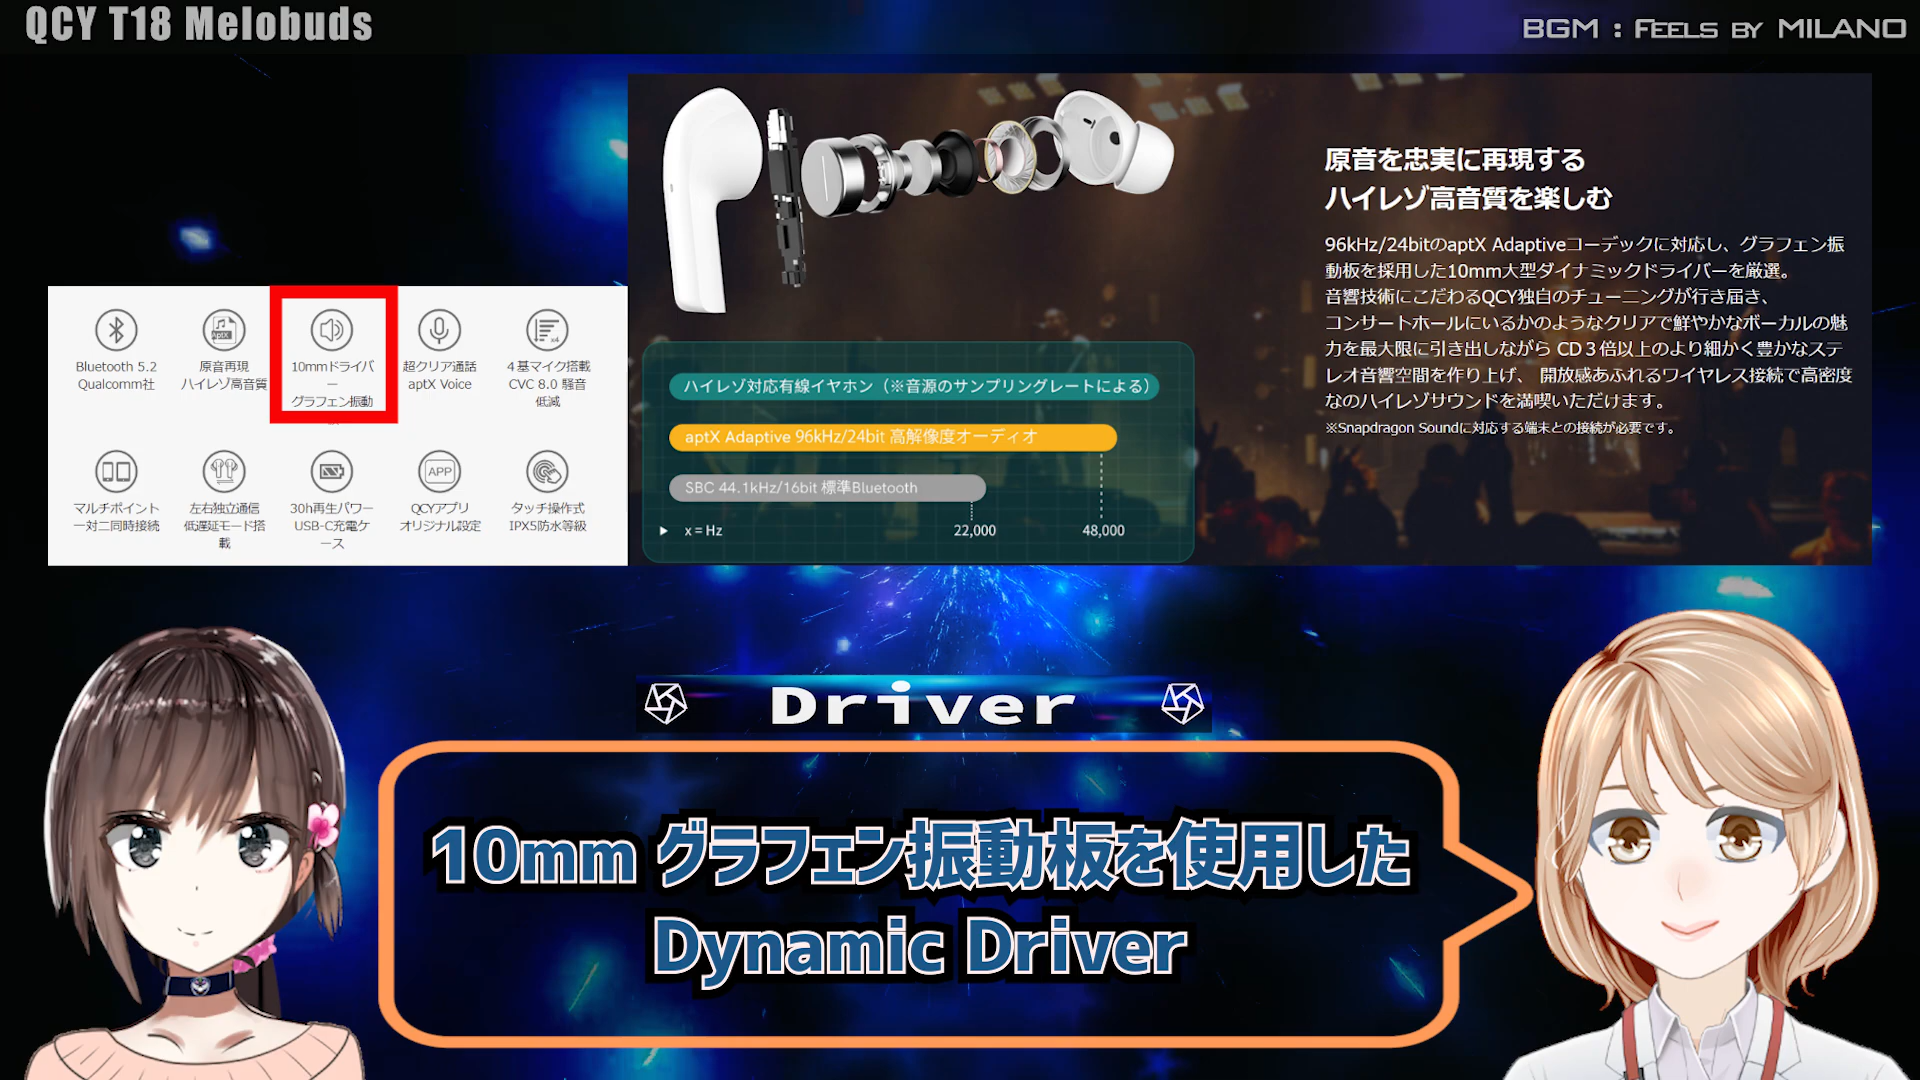 QCY T18 Melobuds
BGM : Feels by MILANO
原音を忠実に再現する
ハイレゾ高音質を楽しむ
96kHz/24bitのaptX Adaptiveコーデックに対応し、グラフェン振
動板を採用した10mm大型ダイナミックドライバーを厳選。
音響技術にこだわるQCY独自のチューニングが行き届き、
コンサートホールにいるかのようなクリアで鮮やかなボーカルの魅
力を最大限に引き出しながら CD３倍以上のより細かく豊かなステ
レオ音響空間を作り上げ、 開放感あふれるワイヤレス接続で高密度
なのハイレゾサウンドを満喫いただけます。
※Snapdragon Soundに対応する端末との接続が必要です。
ハイレゾ対応有線イヤホン（※音源のサンプリングレートによる）
aptX Adaptive 96kHz/24bit 高解像度オーディオ
SBC 44.1kHz/16bit 標準Bluetooth
x = Hz
22,000
48,000
Bluetooth 5.2
Qualcomm社
AptX
原音再現
ハイレゾ高音質
10mmドライバ
ー
グラフェン振動
超クリア通話
aptX Voice
x4
４基マイク搭載
CVC 8.0 騒音
低減
マルチポイント
一対二同時接続
左右独立通信
低遅延モード搭
載
30h再生パワー
USB-C充電ケ
ース
APP
QCYアプリ
オリジナル設定
タッチ操作式
IPX5防水等級
Driver
10mm グラフェン振動板を使用した
Dynamic Driver